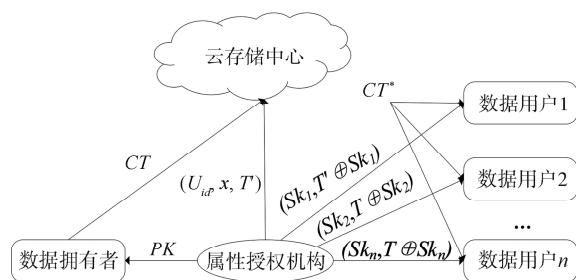 云存储中心
CT*
数据用户1
CT
(U_id, x, T')
(Sk₁,T' ⊕Sk₁)
数据用户2
(Sk₂,T ⊕Sk₂)
...
数据拥有者
PK
属性授权机构
(Skₙ,T ⊕Skₙ)
数据用户n